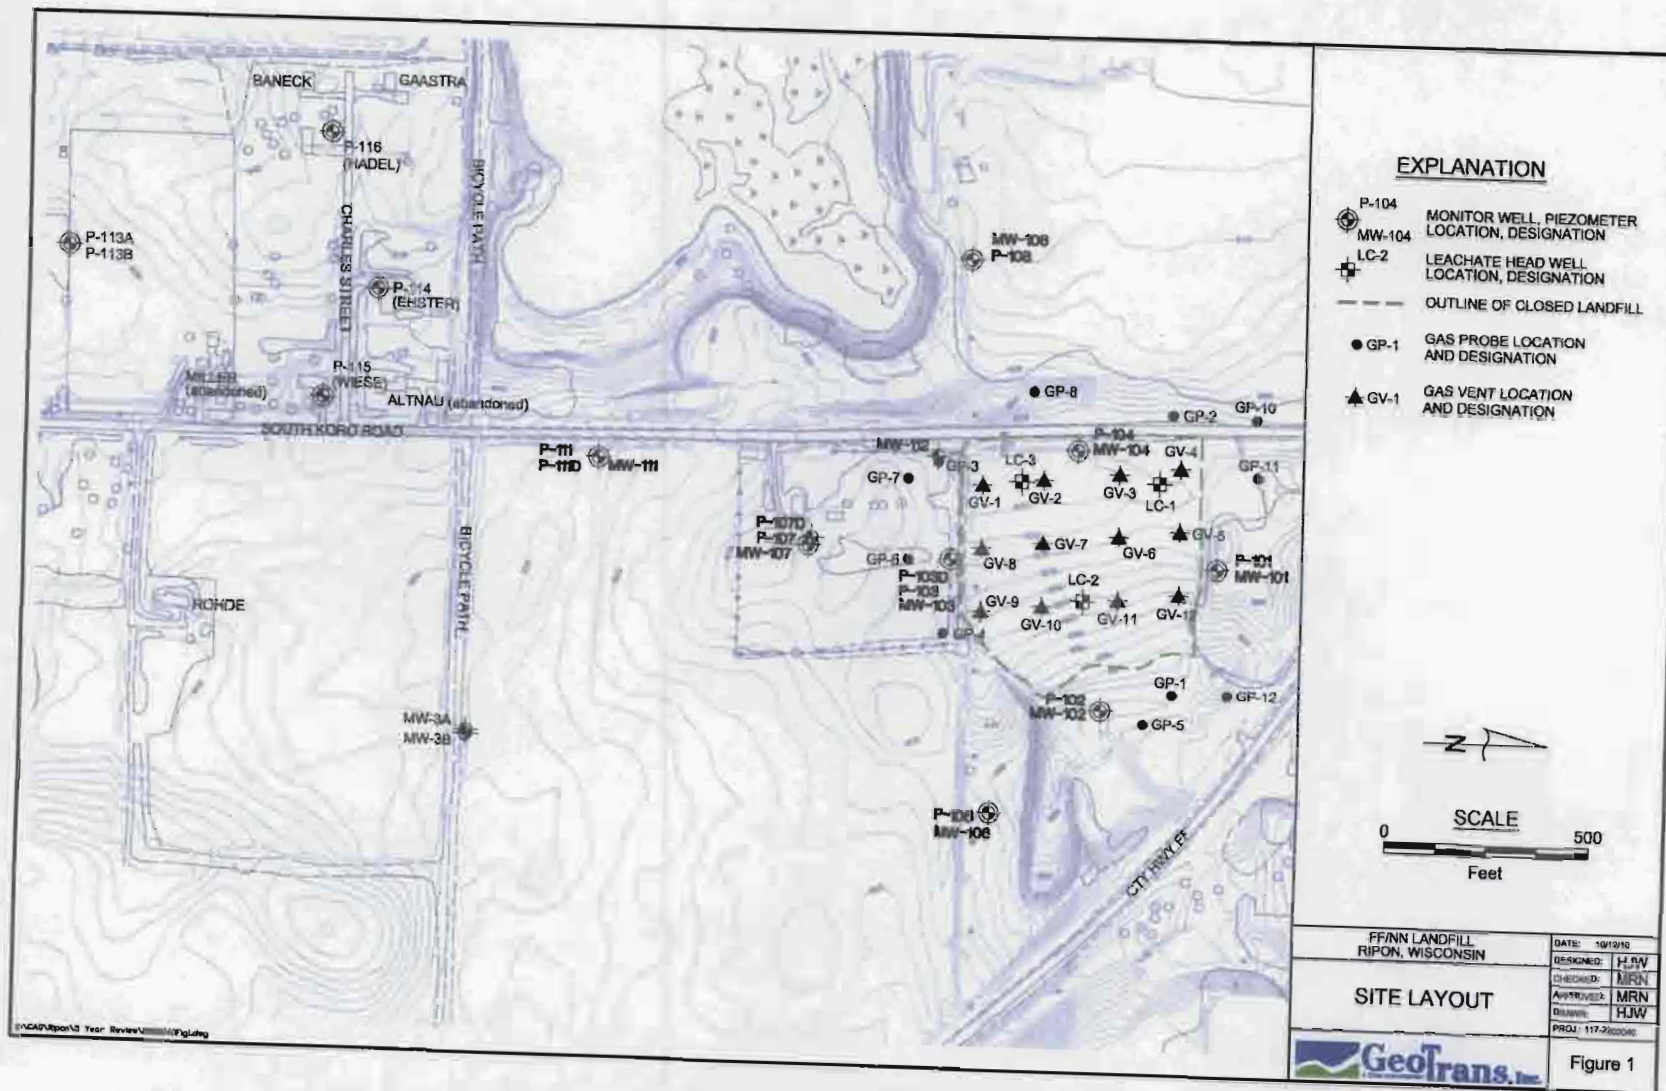 BANECK
GAASTRA
P-116
(HADEL)
P-113A
P-113B
CHARLES STREET
BICYCLE PATH
P-114
(EHSTER)
P-115
(WIESE)
MILLER
(abandoned)
ALTNAU (abandoned)
SOUTH KORO ROAD
MW-108
P-108
GP-8
GP-2
GP-10
P-111
P-111D
MW-111
MW-112
GP-3
GP-7
P-104
MW-104
GV-4
GP-11
LC-3
GV-1
GV-2
GV-3
LC-1
P-107D
P-107
MW-107
GP-6
GV-8
GV-7
GV-6
GV-5
P-101
MW-101
P-103D
P-103
MW-103
LC-2
GV-9
GV-10
GV-11
GV-12
GP-4
BICYCLE PATH
ROHDE
MW-3A
MW-3B
P-102
MW-102
GP-1
GP-5
GP-12
P-106
MW-106
CTY HWY FF
EXPLANATION
P-104
MW-104
MONITOR WELL, PIEZOMETER
LOCATION, DESIGNATION
LC-2
LEACHATE HEAD WELL
LOCATION, DESIGNATION
OUTLINE OF CLOSED LANDFILL
GP-1
GAS PROBE LOCATION
AND DESIGNATION
GV-1
GAS VENT LOCATION
AND DESIGNATION
N
SCALE
0 500
Feet
FF/NN LANDFILL
RIPON, WISCONSIN
SITE LAYOUT
DATE: 10/12/10
DESIGNED: HJW
CHECKED: MRN
APPROVED: MRN
DRAWN: HJW
PROJ.: 117-
GeoTrans, Inc.
Figure 1